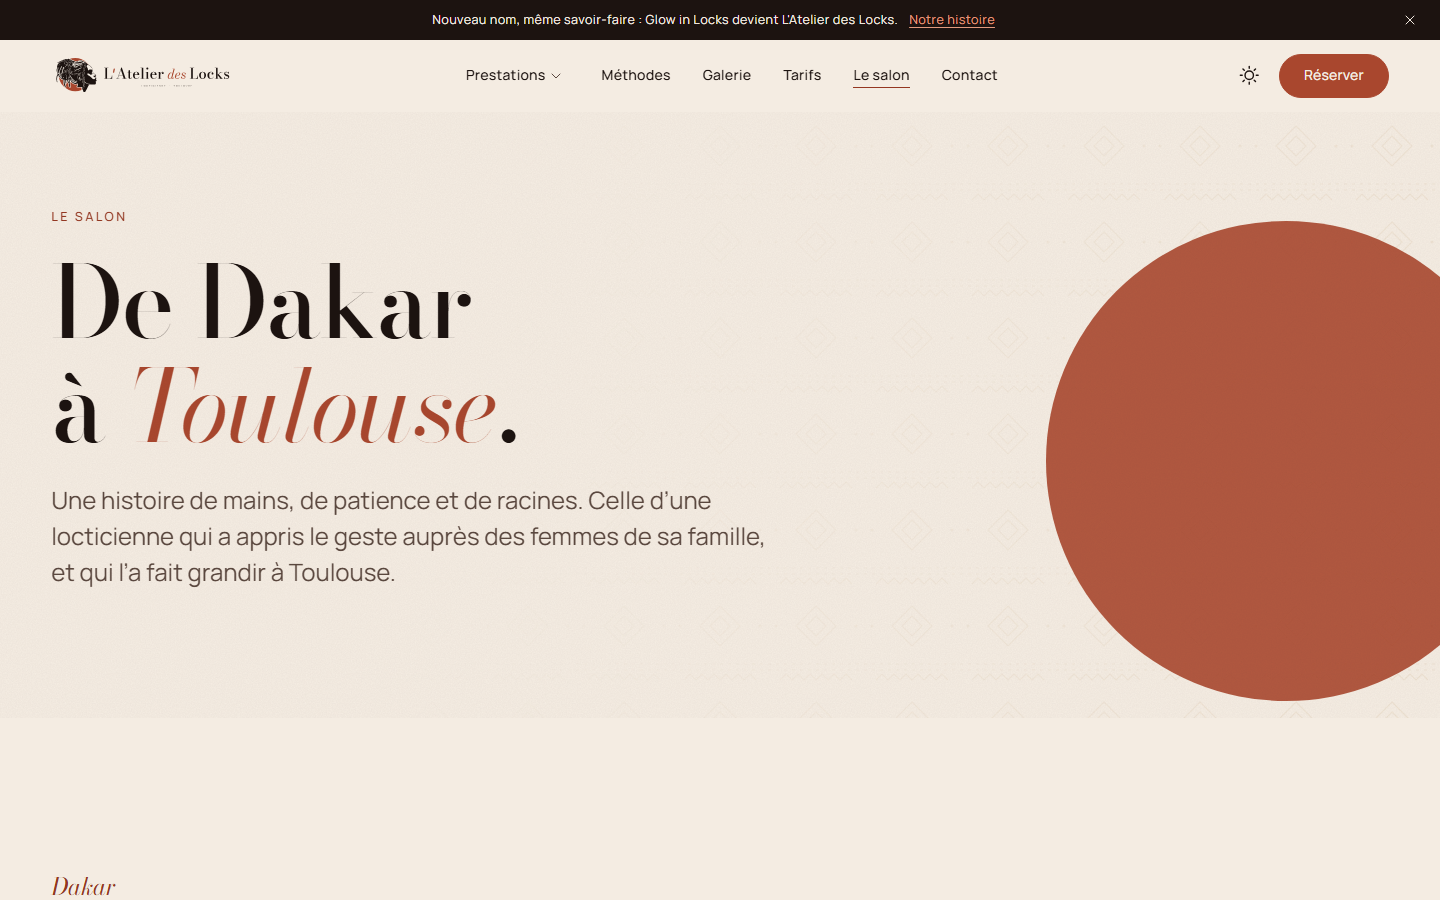 Nouveau nom, même savoir-faire : Glow in Locks devient L'Atelier des Locks. Notre histoire
L'Atelier des Locks
Prestations
Méthodes
Galerie
Tarifs
Le salon
Contact
Réserver
LE SALON
De Dakar
à Toulouse.
Une histoire de mains, de patience et de racines. Celle d’une
locticienne qui a appris le geste auprès des femmes de sa famille,
et qui l’a fait grandir à Toulouse.
Dakar